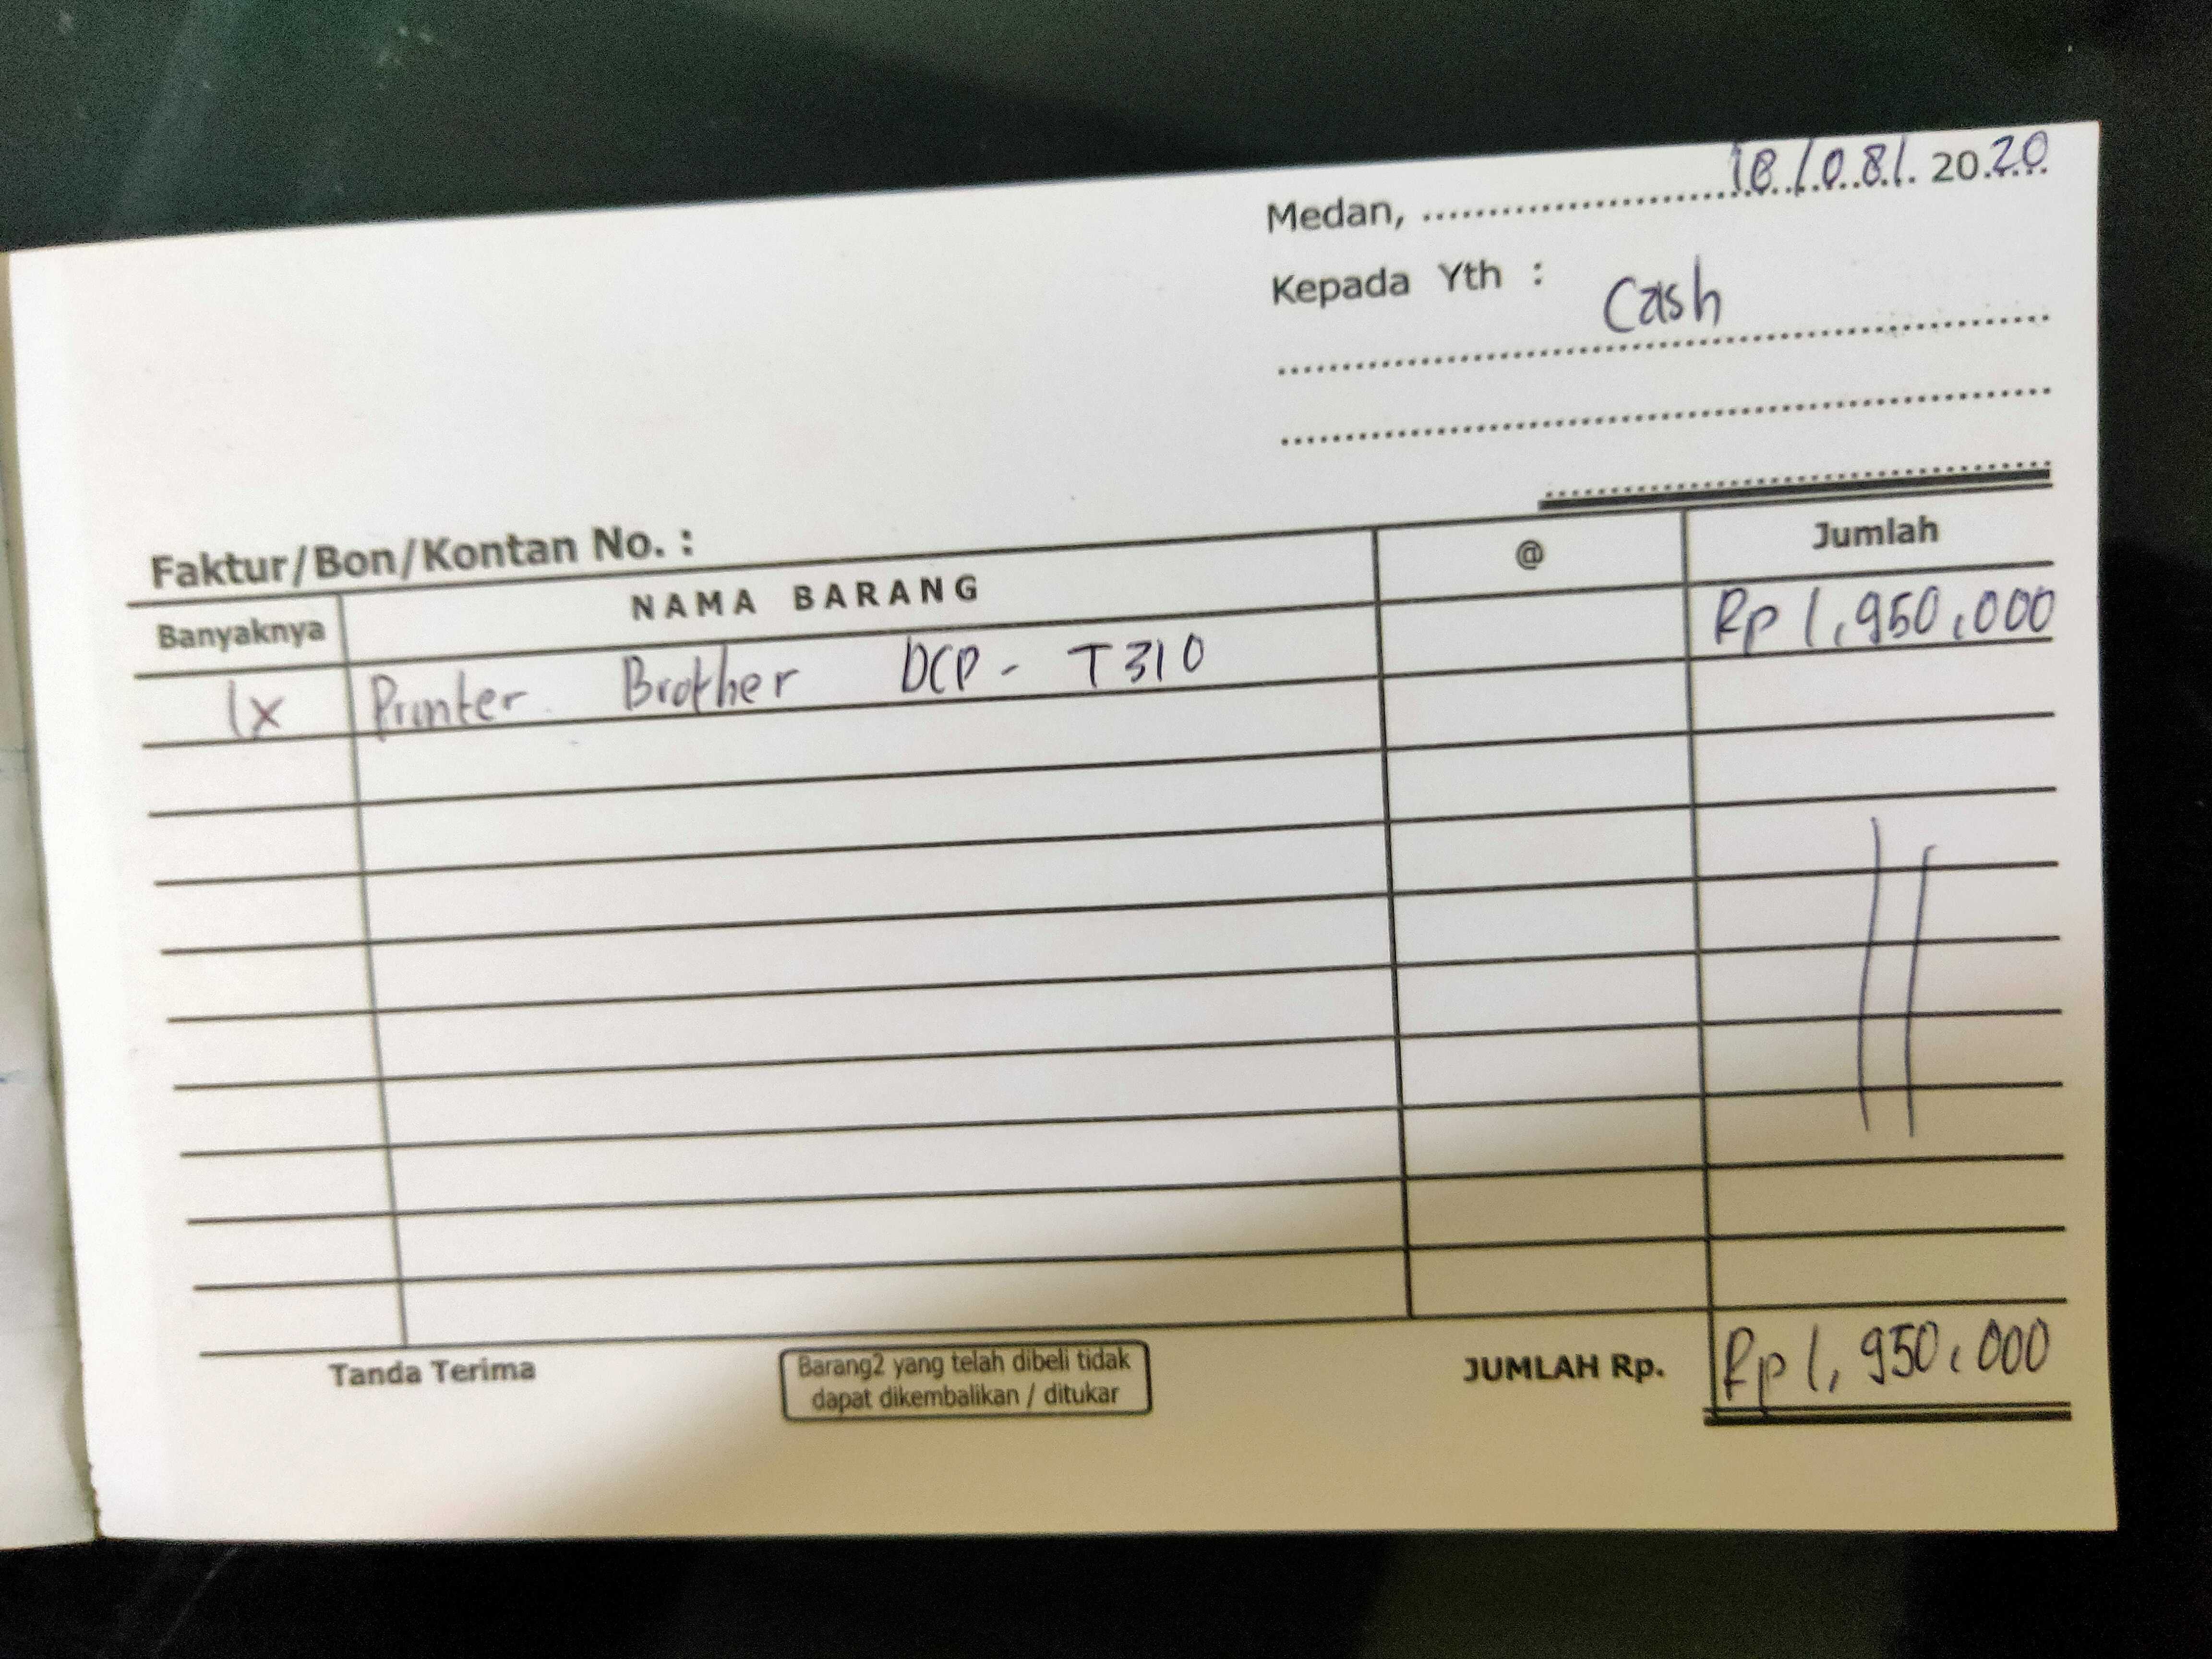 Medan, 18/08/ 2020
Kepada Yth : Cash
Faktur/Bon/Kontan No. :
Banyaknya NAMA BARANG @ Jumlah
1x Printer Brother DCP - T310 Rp 1,950,000
Tanda Terima
Barang2 yang telah dibeli tidak
dapat dikembalikan / ditukar
JUMLAH Rp. Rp 1,950,000